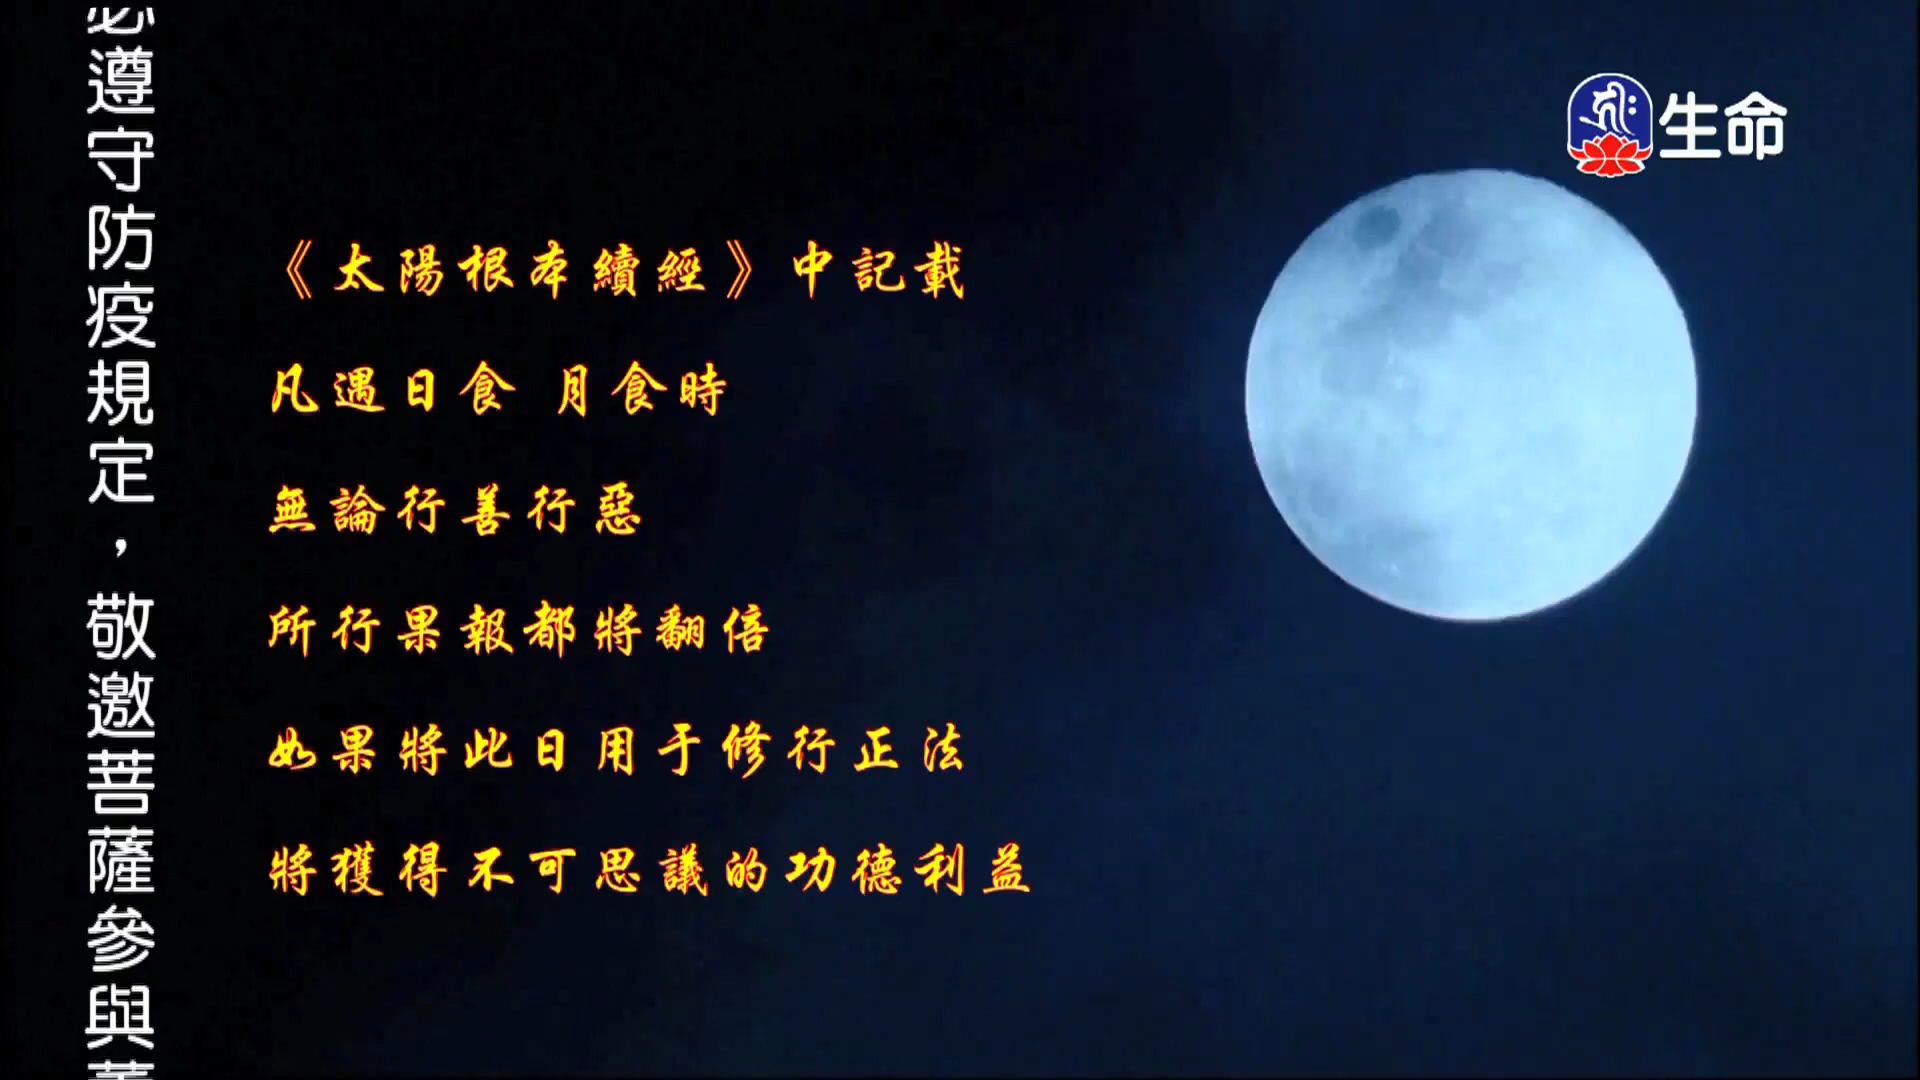 必遵守防疫規定，敬邀菩薩參與
生命
《太陽根本續經》中記載
凡遇日食 月食時
無論行善行惡
所行果報都將翻倍
如果將此日用于修行正法
將獲得不可思議的功德利益